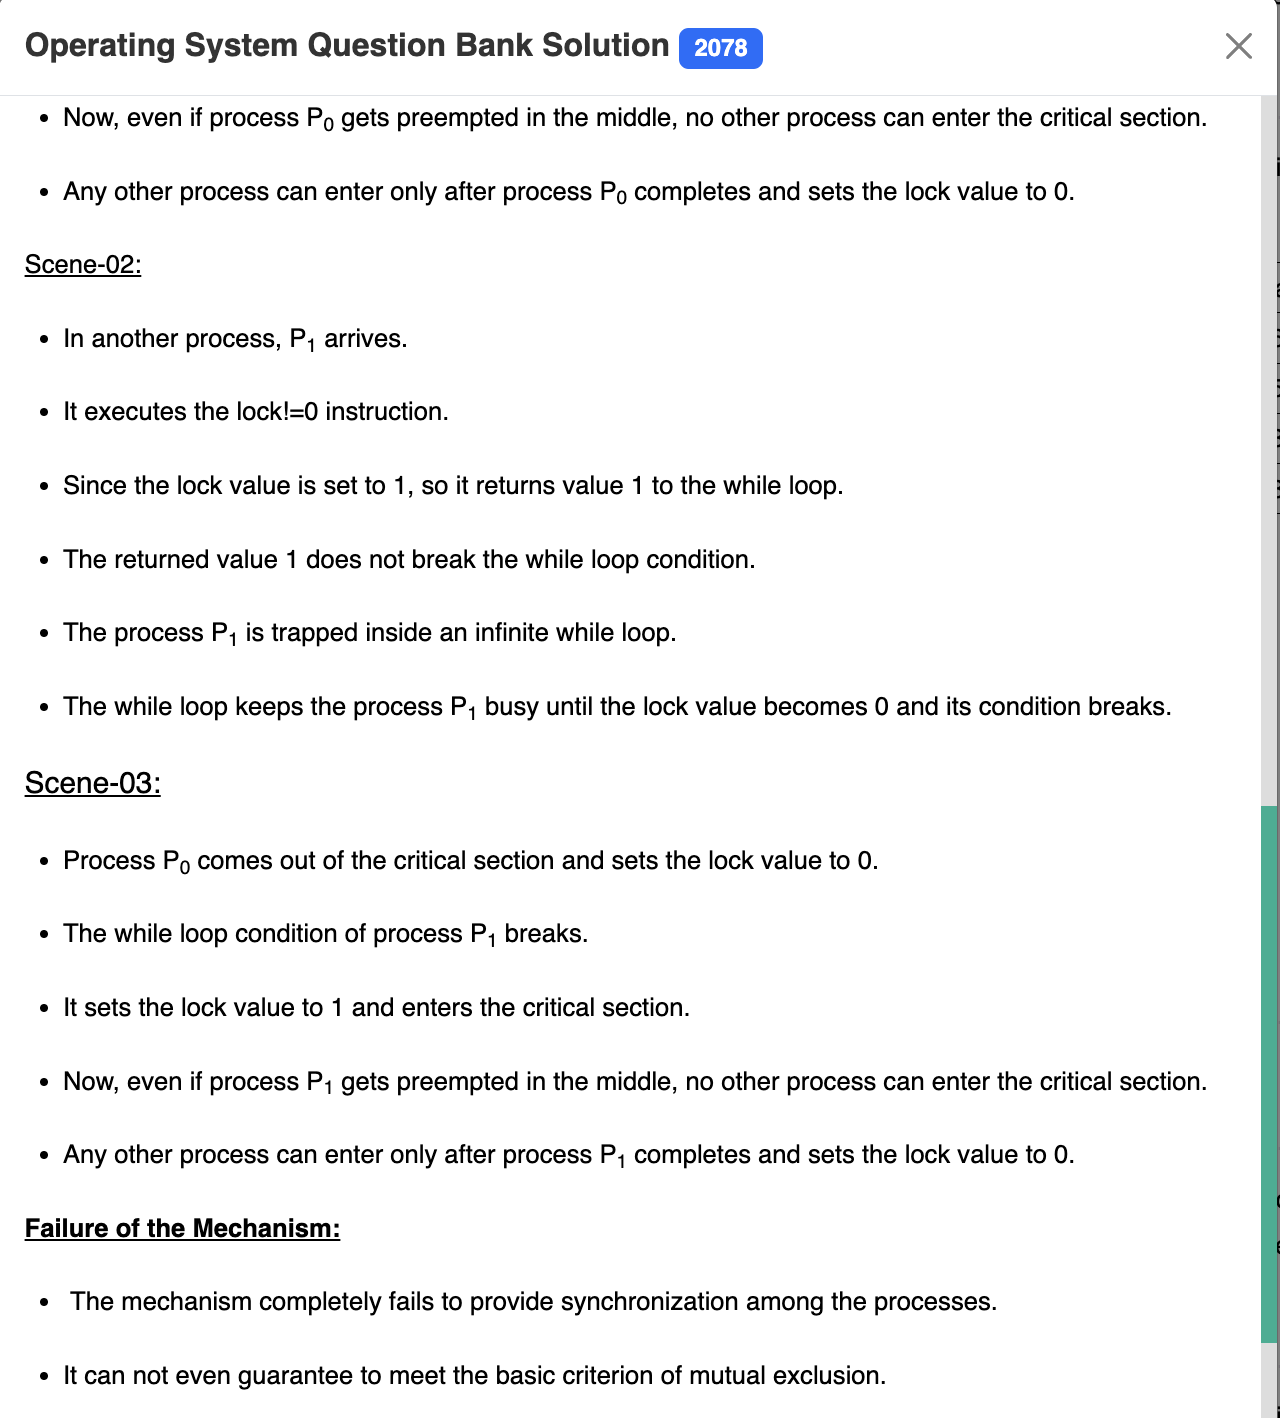 Operating System Question Bank Solution 2078
• Now, even if process P₀ gets preempted in the middle, no other process can enter the critical section.
• Any other process can enter only after process P₀ completes and sets the lock value to 0.
Scene-02:
• In another process, P₁ arrives.
• It executes the lock!=0 instruction.
• Since the lock value is set to 1, so it returns value 1 to the while loop.
• The returned value 1 does not break the while loop condition.
• The process P₁ is trapped inside an infinite while loop.
• The while loop keeps the process P₁ busy until the lock value becomes 0 and its condition breaks.
Scene-03:
• Process P₀ comes out of the critical section and sets the lock value to 0.
• The while loop condition of process P₁ breaks.
• It sets the lock value to 1 and enters the critical section.
• Now, even if process P₁ gets preempted in the middle, no other process can enter the critical section.
• Any other process can enter only after process P₁ completes and sets the lock value to 0.
Failure of the Mechanism:
• The mechanism completely fails to provide synchronization among the processes.
• It can not even guarantee to meet the basic criterion of mutual exclusion.